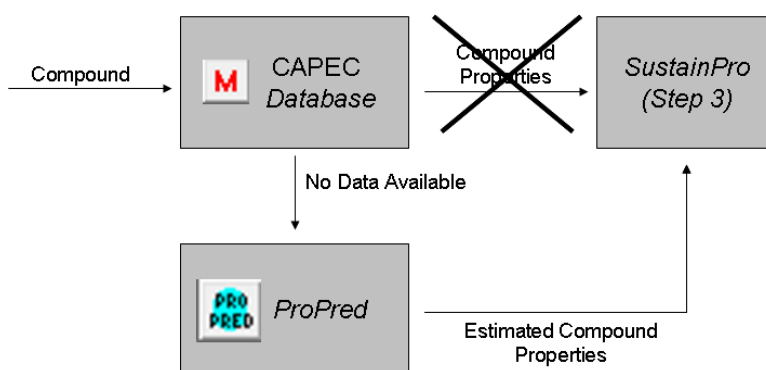 Compound
M
CAPEC
Database
Compound
Properties
SustainPro
(Step 3)
No Data Available
PRO
PRED
ProPred
Estimated Compound
Properties